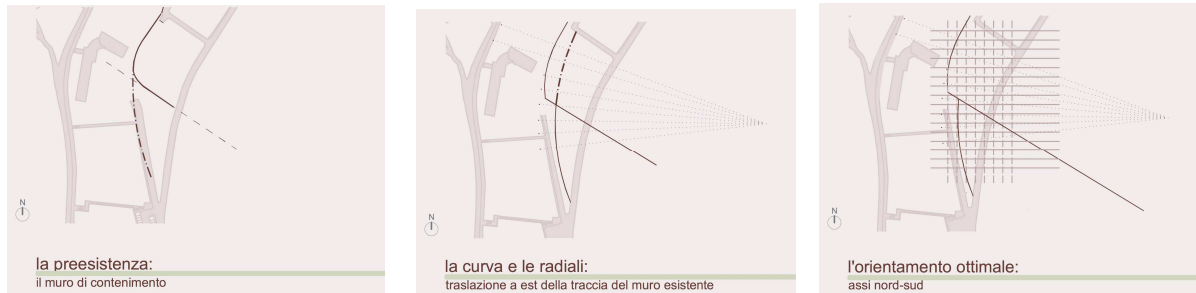 N
la preesistenza:
il muro di contenimento
N
la curva e le radiali:
traslazione a est della traccia del muro esistente
N
l'orientamento ottimale:
assi nord-sud